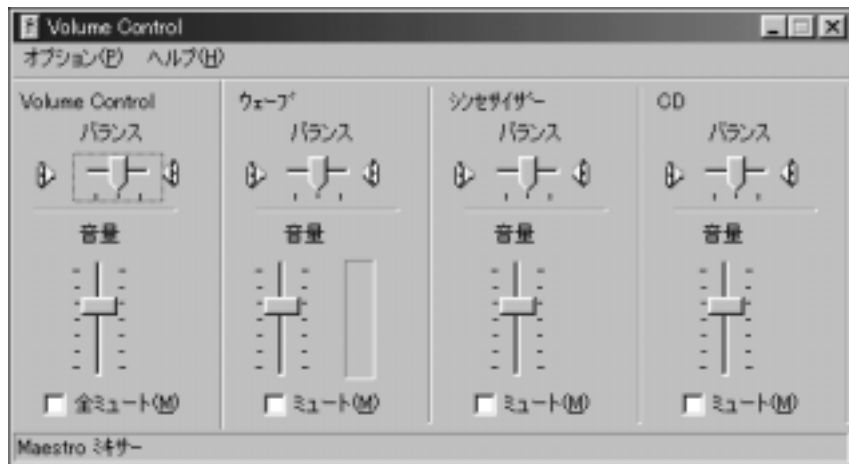 Volume Control
オプション(P) ヘルプ(H)
Volume Control
バランス
音量
全ミュート(M)
ウェーブ
バランス
音量
ミュート(M)
シンセサイザー
バランス
音量
ミュート(M)
CD
バランス
音量
ミュート(M)
Maestro ミキサー